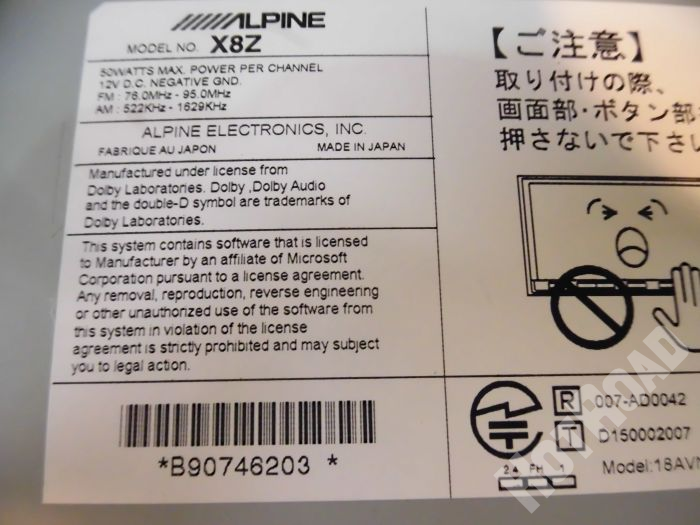 ALPINE
MODEL NO. X8Z
50WATTS MAX. POWER PER CHANNEL
12V D.C. NEGATIVE GND.
FM : 76.0MHz - 95.0MHz
AM : 522KHz - 1629KHz
ALPINE ELECTRONICS, INC.
FABRIQUE AU JAPON MADE IN JAPAN
Manufactured under license from
Dolby Laboratories. Dolby ,Dolby Audio
and the double-D symbol are trademarks of
Dolby Laboratories.
This system contains software that is licensed
to Manufacturer by an affiliate of Microsoft
Corporation pursuant to a license agreement.
Any removal, reproduction, reverse engineering
or other unauthorized use of the software from
this system in violation of the license
agreement is strictly prohibited and may subject
you to legal action.
*B90746203 *
【ご注意】
取り付けの際、
画面部・ボタン部
押さないで下さい
R 007-AD0042
T D150002007
2.4 FH 1
Model:18AVN
HOTROAD